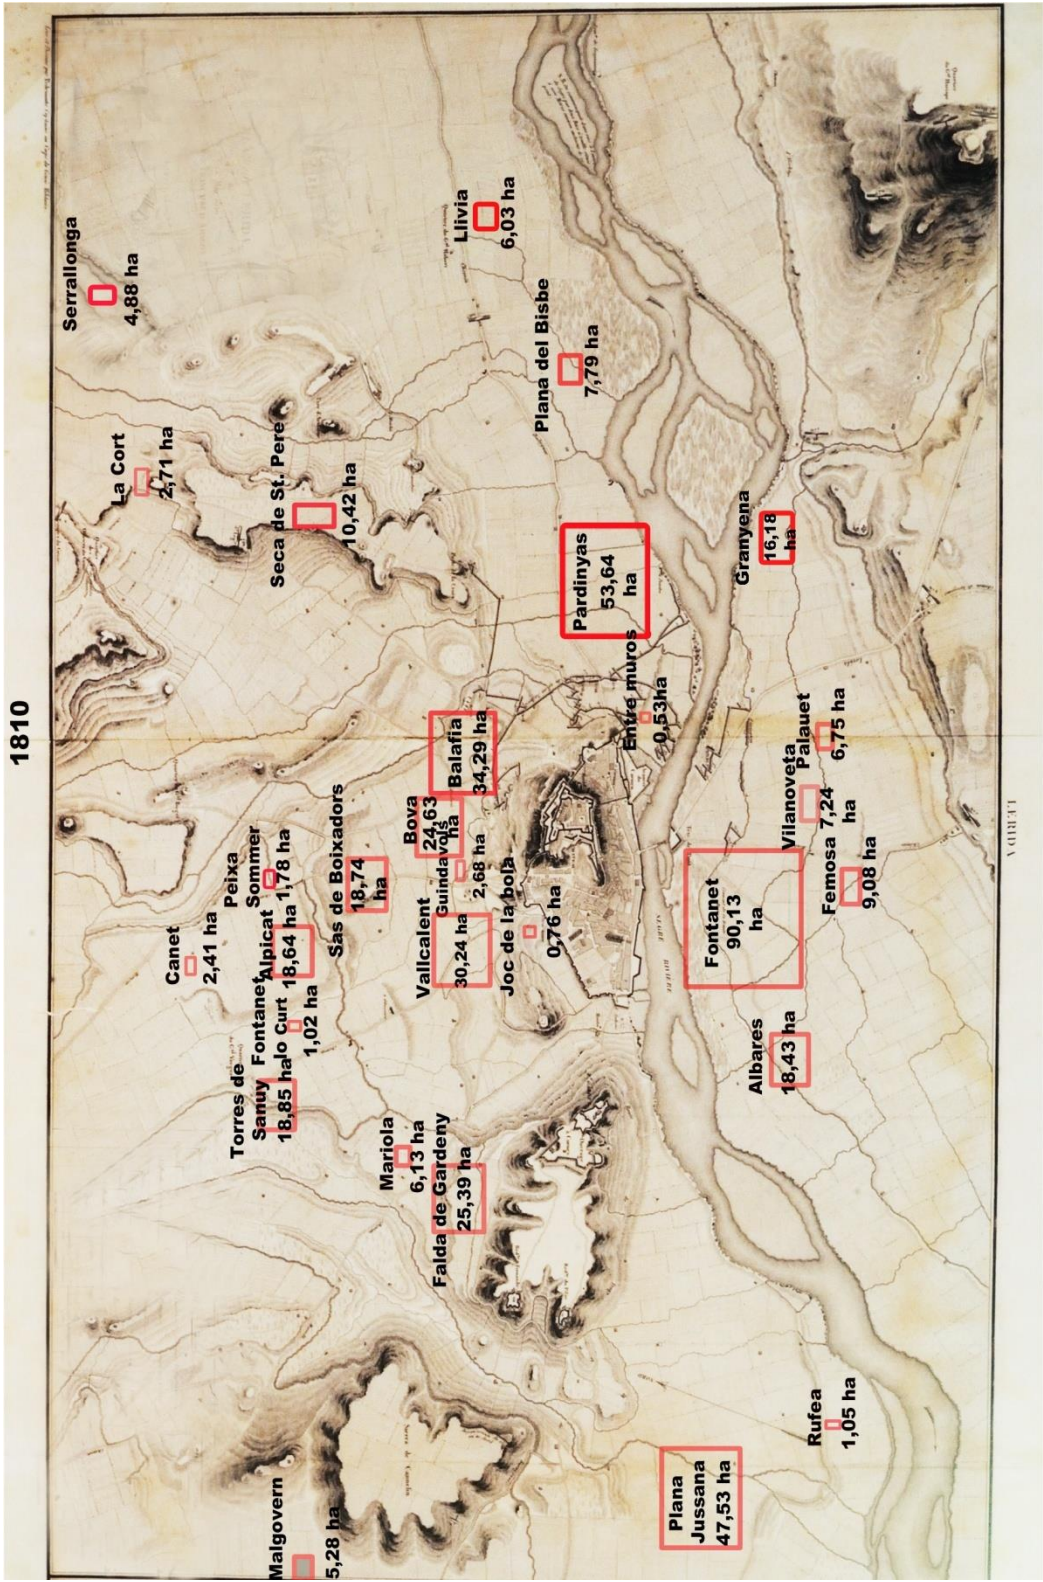 1810
Serrallonga
4,88 ha
Llivia
6,03 ha
La Cort
2,71 ha
Plana del Bisbe
7,79 ha
Seca de St. Pere
10,42 ha
Pardinyas
53,64
ha
Granyena
16,18
ha
Entre muros
0,53ha
Balafia
34,29 ha
Bova
24,63
ha
Guindavols
2,68 ha
Palauet
6,75 ha
Vilanoveta
7,24
ha
Femosa
9,08 ha
Peixa
Sommer
1,78 ha
Sas de Boixadors
18,74
ha
Canet
2,41 ha
Alpicat
18,64 ha
Vallcalent
30,24 ha
Joc de la bola
0,76 ha
Fontanet
90,13
ha
Fontanet
lo Curt
1,02 ha
Torres de
Sanuy
18,85 ha
Albares
18,43 ha
Mariola
6,13 ha
Falda de Gardeny
25,39 ha
Rufea
1,05 ha
Plana
Jussana
47,53 ha
Malgovern
5,28 ha
SEGRE RIVIERE
LERIDA